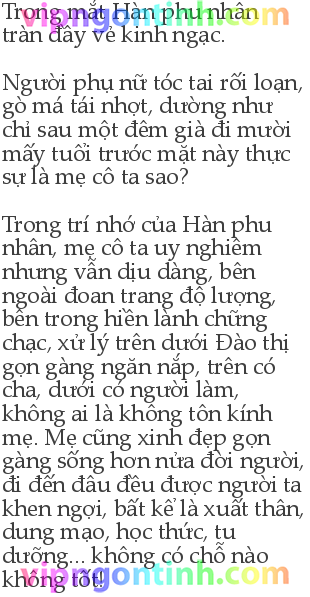 Trong mắt Hàn phu nhân
tràn đầy vẻ kinh ngạc.
Người phụ nữ tóc tai rối loạn,
gò má tái nhợt, dường như
chỉ sau một đêm già đi mười
mấy tuổi trước mặt này thực
sự là mẹ cô ta sao?
Trong trí nhớ của Hàn phu
nhân, mẹ cô ta uy nghiêm
nhưng vẫn dịu dàng, bên
ngoài đoan trang độ lượng,
bên trong hiền lành chững
chạc, xử lý trên dưới Đào thị
gọn gàng ngăn nắp, trên có
cha, dưới có người làm,
không ai là không tôn kính
mẹ. Mẹ cũng xinh đẹp gọn
gàng sống hơn nửa đời người,
đi đến đâu đều được người ta
khen ngợi, bất kể là xuất thân,
dung mạo, học thức, tu
dưỡng... không có chỗ nào
không tốt!
vipngontinh.com
vipngontinh.com